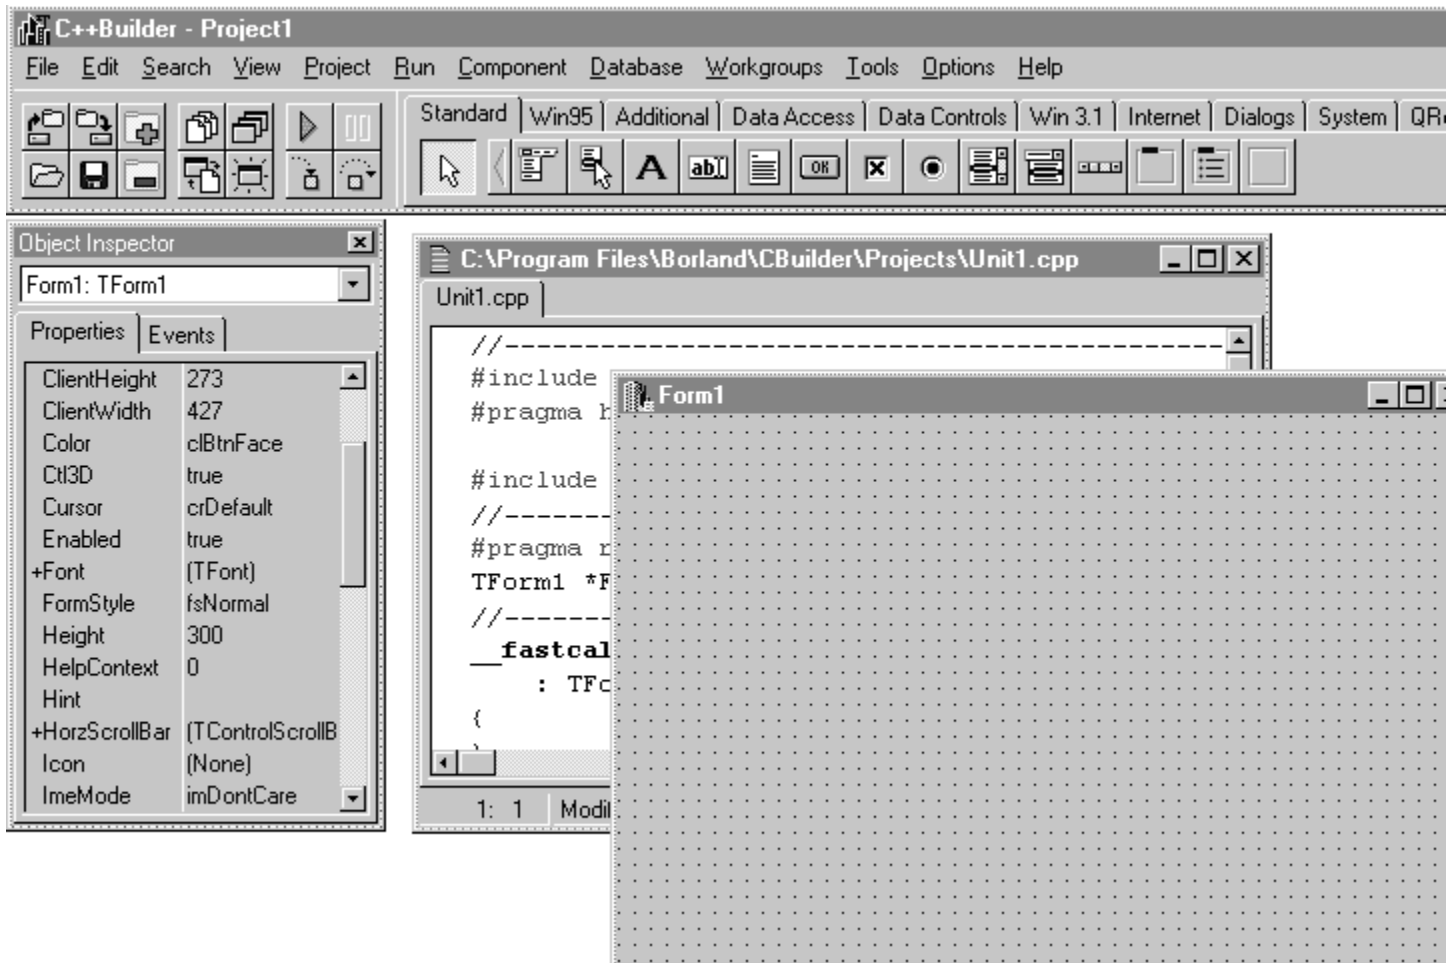 C++Builder - Project1
File Edit Search View Project Run Component Database Workgroups Tools Options Help
Standard Win95 Additional Data Access Data Controls Win 3.1 Internet Dialogs System
A ab OK
Object Inspector
Form1: TForm1
Properties Events
ClientHeight 273
ClientWidth 427
Color clBtnFace
Ctl3D true
Cursor crDefault
Enabled true
+Font (TFont)
FormStyle fsNormal
Height 300
HelpContext 0
Hint
+HorzScrollBar (TControlScrollB
Icon (None)
ImeMode imDontCare
C:\Program Files\Borland\CBuilder\Projects\Unit1.cpp
Unit1.cpp
//---------------------------------------------
#include
#pragma h
#include
//-------
#pragma r
TForm1 *F
//-------
__fastcal
: TFo
{
1: 1 Modi
Form1